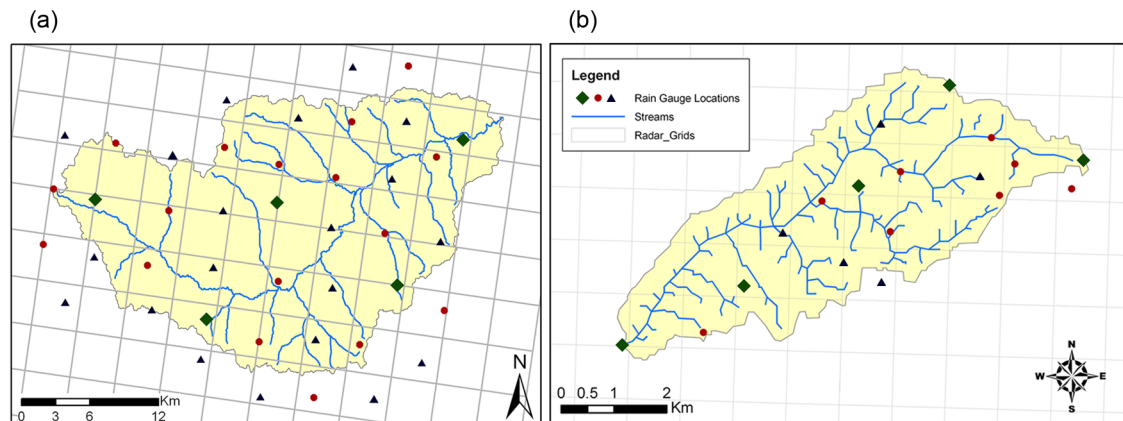 (a)
(b)
Legend
Rain Gauge Locations
Streams
Radar_Grids
N
Km
0 3 6 12
0 0.5 1 2
Km
N
W E
S